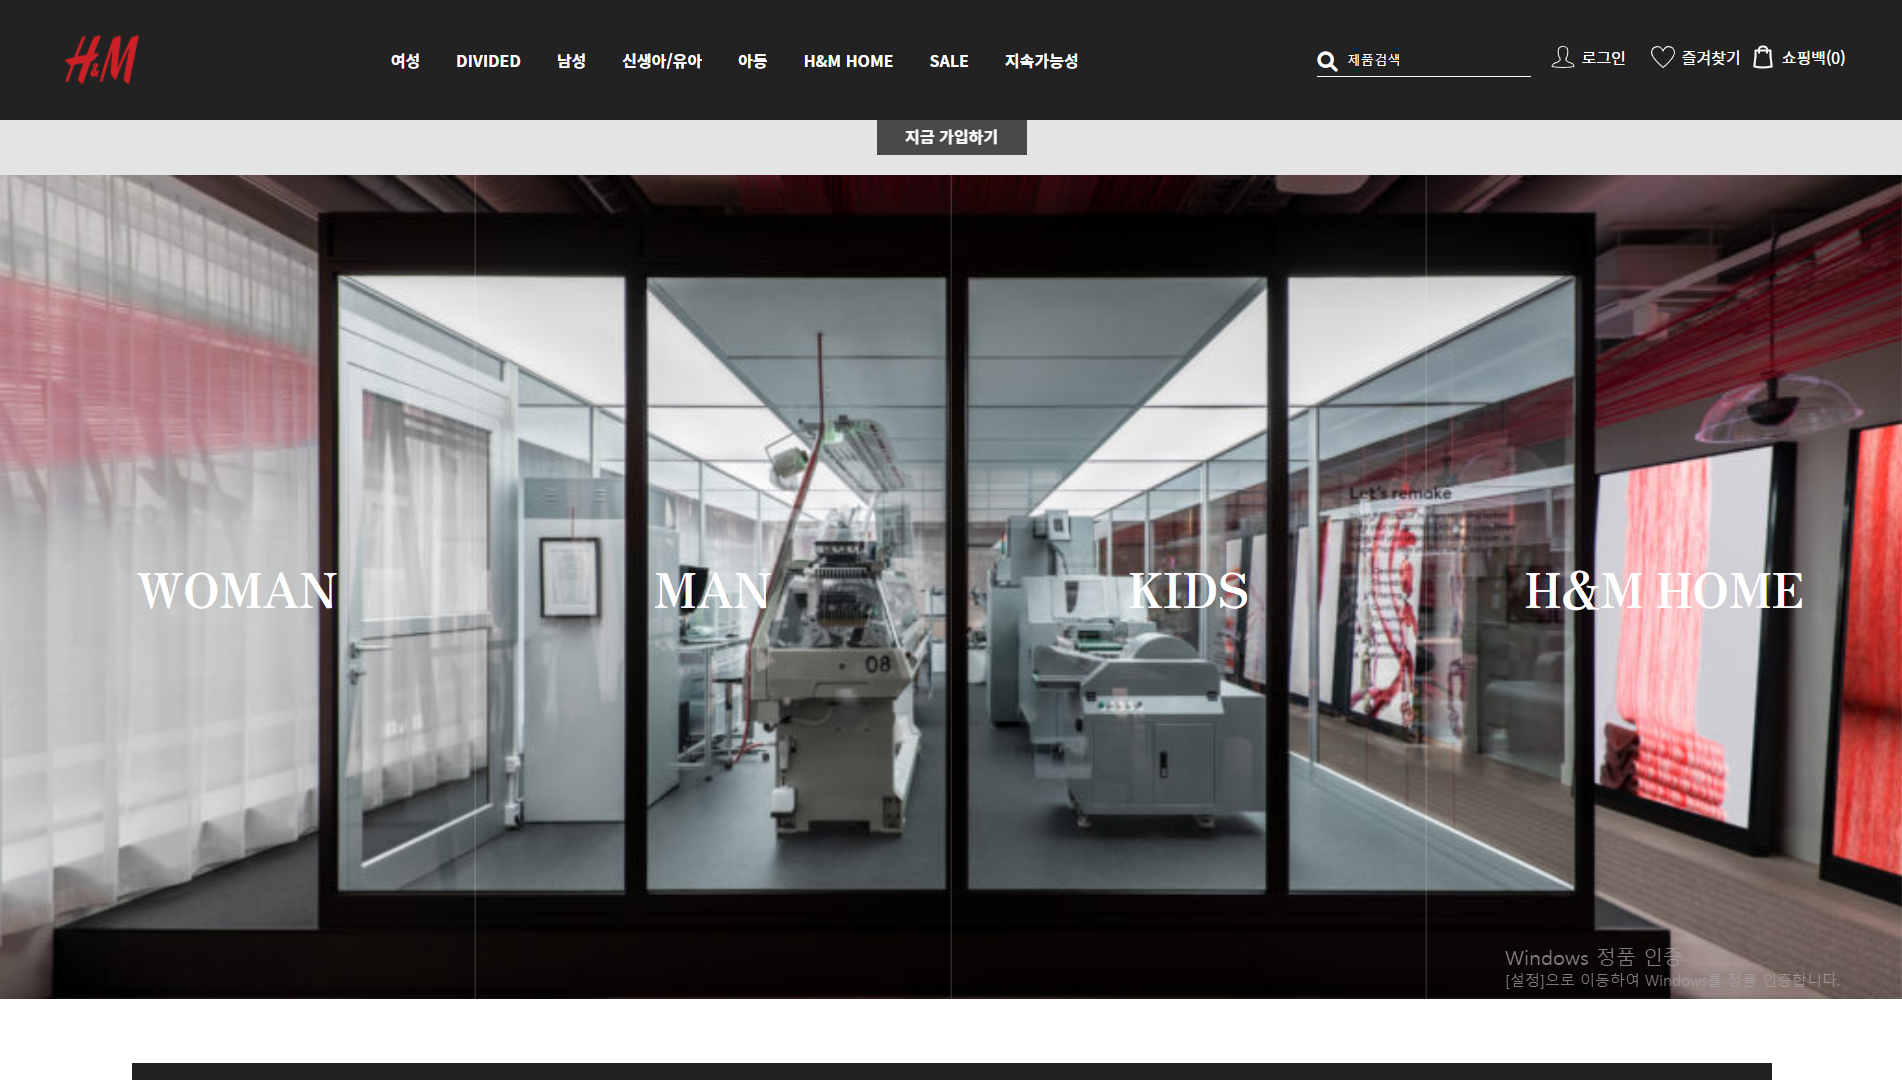 H&M
여성 DIVIDED 남성 신생아/유아 아동 H&M HOME SALE 지속가능성
제품검색
로그인 즐겨찾기 쇼핑백(0)
지금 가입하기
Let's remake
08
WOMAN MAN KIDS H&M HOME
Windows 정품 인증
[설정]으로 이동하여 Windows를 정품 인증합니다.